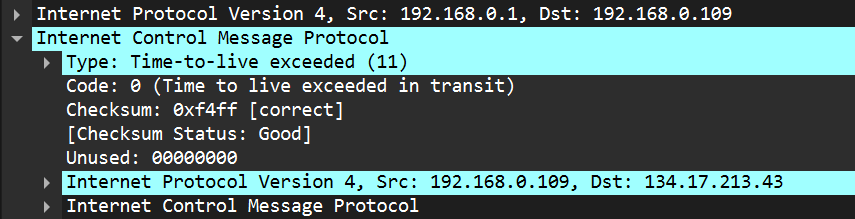 Internet Protocol Version 4, Src: 192.168.0.1, Dst: 192.168.0.109
Internet Control Message Protocol
Type: Time-to-live exceeded (11)
Code: 0 (Time to live exceeded in transit)
Checksum: 0xf4ff [correct]
[Checksum Status: Good]
Unused: 00000000
Internet Protocol Version 4, Src: 192.168.0.109, Dst: 134.17.213.43
Internet Control Message Protocol